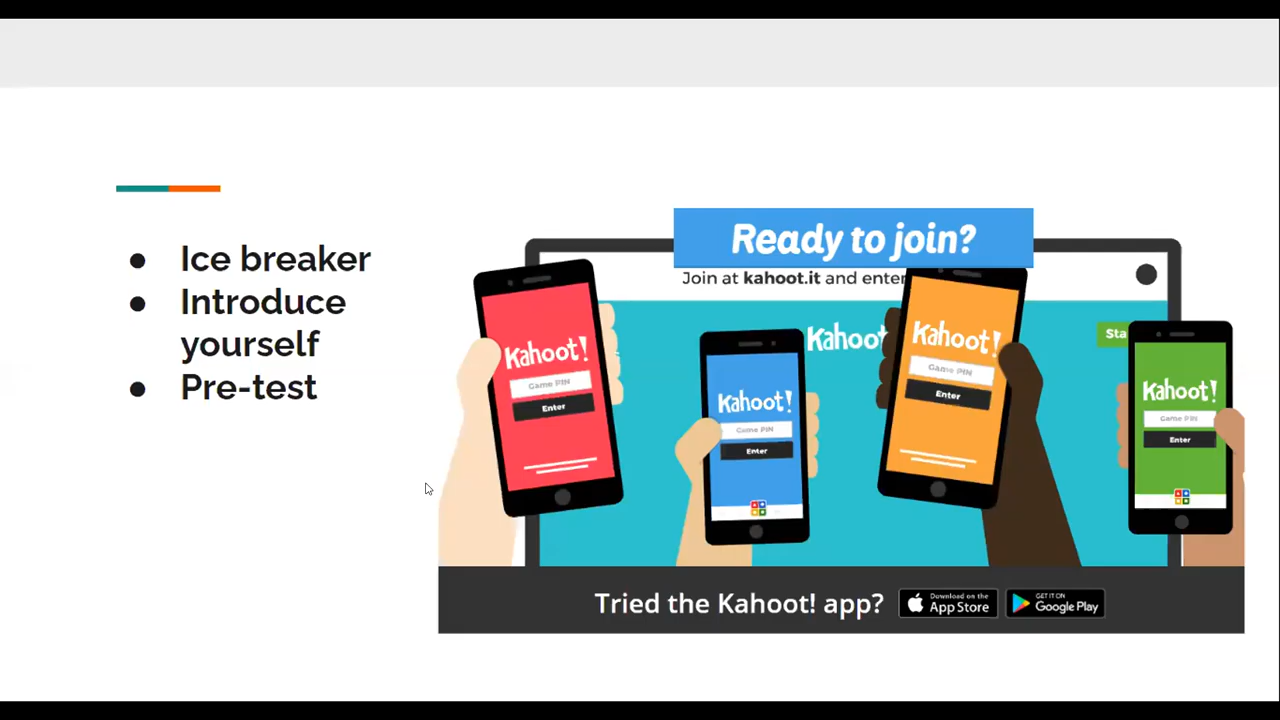 ● Ice breaker
● Introduce
yourself
● Pre-test
Ready to join?
Join at kahoot.it and enter
Kahoot!
Game PIN
Enter
Kahoot!
Game PIN
Enter
Kahoot
Kahoot!
Game PIN
Enter
Sta
Kahoot!
Game PIN
Enter
Tried the Kahoot! app?
Download on the
App Store
GET IT ON
Google Play